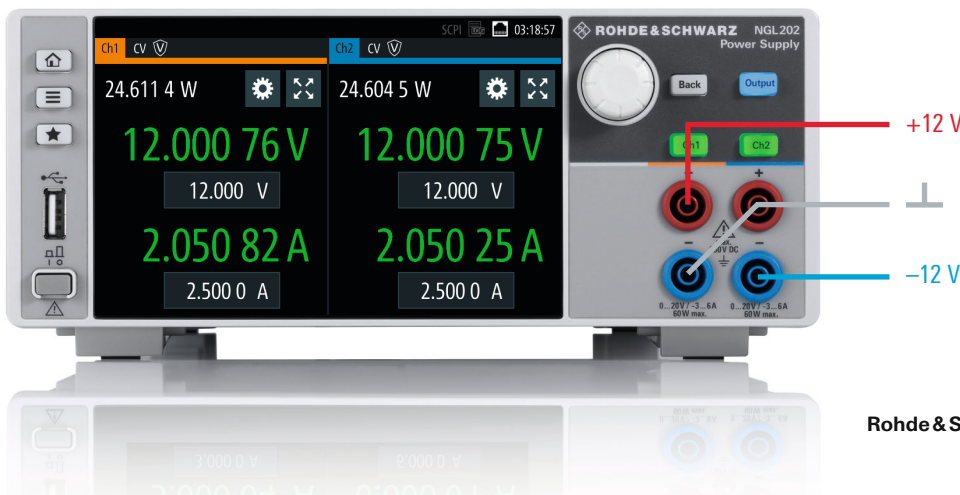 SCPI 03:18:57
Ch1 CV V
Ch2 CV V
24.611 4 W
24.604 5 W
12.000 76 V
12.000 75 V
12.000 V
12.000 V
2.050 82 A
2.050 25 A
2.500 0 A
2.500 0 A
ROHDE&SCHWARZ NGL202
Power Supply
Back
Output
Ch1
Ch2
+12 V
–12 V
0...20V / –3...6A
60W max.
0...20V / –3...6A
60W max.
Rohde & S